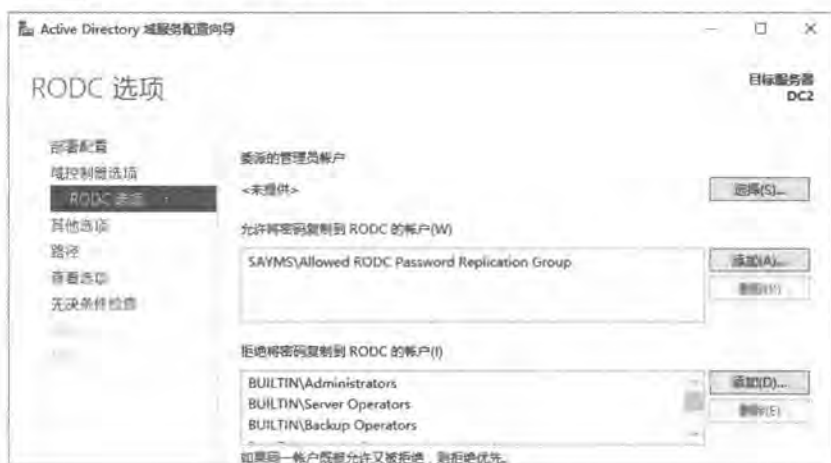 Active Directory 域服务配置向导
RODC 选项
目标服务器
DC2
部署配置
域控制器选项
RODC 选项
其他选项
路径
查看选项
先决条件检查
委派的管理员帐户
<未提供>
选择(S)...
允许将密码复制到 RODC 的帐户(W)
SAYMS\Allowed RODC Password Replication Group
添加(A)...
拒绝将密码复制到 RODC 的帐户(I)
BUILTIN\Administrators
BUILTIN\Server Operators
BUILTIN\Backup Operators
添加(D)...
删除(E)
如果同一帐户既被允许又被拒绝，则拒绝优先。